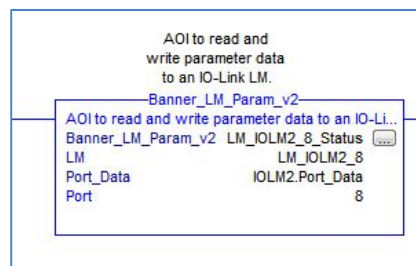 AOI to read and
write parameter data
to an IO-Link LM.
Banner_LM_Param_v2
AOI to read and write parameter data to an IO-Li...
Banner_LM_Param_v2 LM_IOLM2_8_Status ...
LM LM_IOLM2_8
Port_Data IOLM2.Port_Data
Port 8